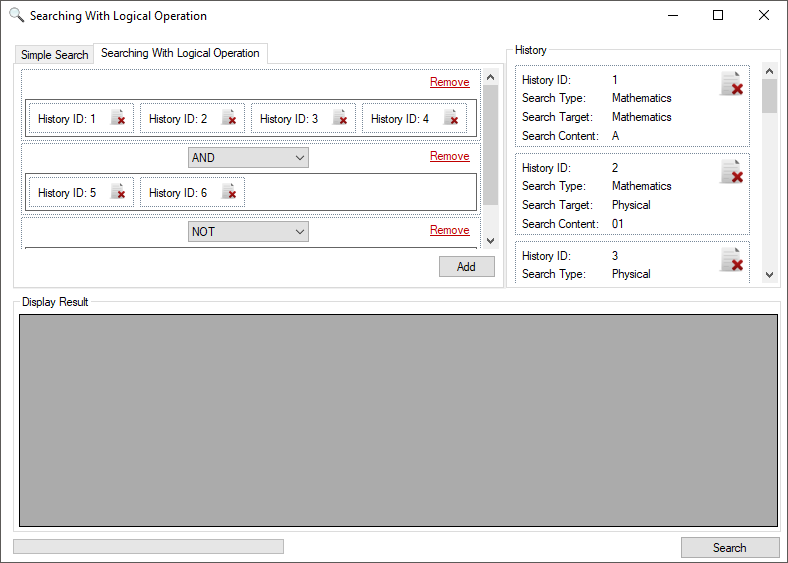 Searching With Logical Operation
Simple Search
Searching With Logical Operation
Remove
History ID: 1
History ID: 2
History ID: 3
History ID: 4
AND
Remove
History ID: 5
History ID: 6
NOT
Remove
Add
History
History ID: 1
Search Type: Mathematics
Search Target: Mathematics
Search Content: A
History ID: 2
Search Type: Mathematics
Search Target: Physical
Search Content: 01
History ID: 3
Search Type: Physical
Display Result
Search